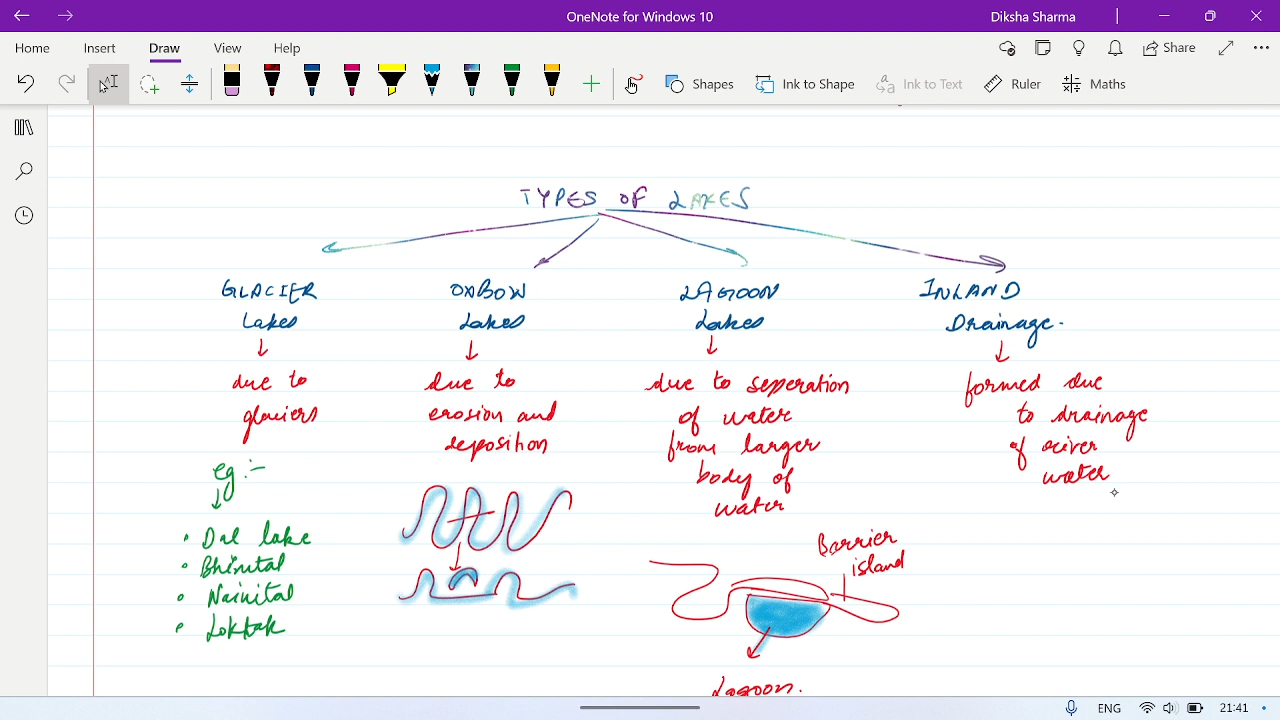 OneNote for Windows 10
Diksha Sharma
Home Insert Draw View Help
Share
Shapes
Ink to Shape
Ink to Text
Ruler
Maths
TYPES OF LAKES
GLACIER
Lakes
due to
glaciers
eg :-
• Dal lake
• Bhimtal
• Nainital
• Loktak
OXBOW
Lakes
due to
erosion and
deposition
LAGOON
Lakes
due to seperation
of water
from larger
body of
water
Barrier
island
Lagoon.
INLAND
Drainage.
formed due
to drainage
of river
water
ENG
21:41